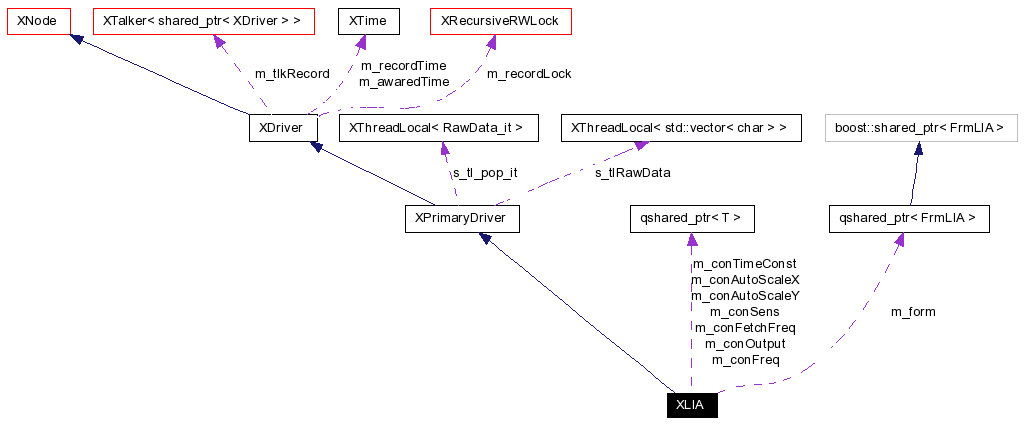 XNode
XTalker< shared_ptr< XDriver > >
XTime
XRecursiveRWLock
m_tlkRecord
m_recordTime
m_awaredTime
m_recordLock
XDriver
XThreadLocal< RawData_it >
XThreadLocal< std::vector< char > >
boost::shared_ptr< FrmLIA >
s_tl_pop_it
s_tlRawData
XPrimaryDriver
qshared_ptr< T >
qshared_ptr< FrmLIA >
m_conTimeConst
m_conAutoScaleX
m_conAutoScaleY
m_conSens
m_conFetchFreq
m_conOutput
m_conFreq
m_form
XLIA